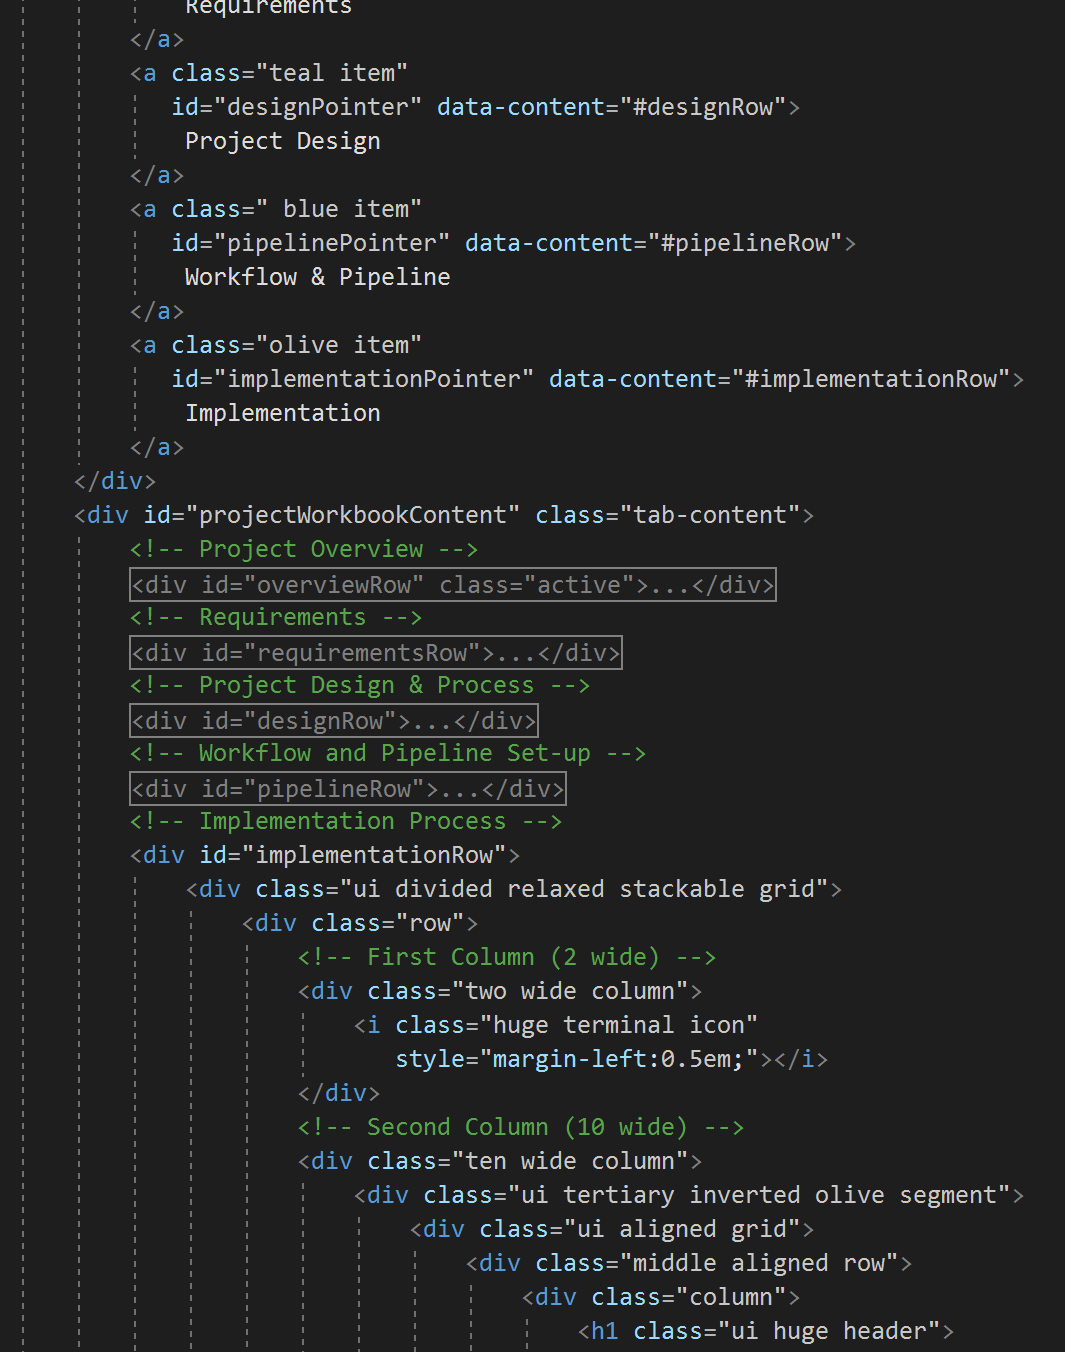 Requirements
</a>
<a class="teal item"
id="designPointer" data-content="#designRow">
Project Design
</a>
<a class=" blue item"
id="pipelinePointer" data-content="#pipelineRow">
Workflow & Pipeline
</a>
<a class="olive item"
id="implementationPointer" data-content="#implementationRow">
Implementation
</a>
</div>
<div id="projectWorkbookContent" class="tab-content">
<!-- Project Overview -->
<div id="overviewRow" class="active">...</div>
<!-- Requirements -->
<div id="requirementsRow">...</div>
<!-- Project Design & Process -->
<div id="designRow">...</div>
<!-- Workflow and Pipeline Set-up -->
<div id="pipelineRow">...</div>
<!-- Implementation Process -->
<div id="implementationRow">
<div class="ui divided relaxed stackable grid">
<div class="row">
<!-- First Column (2 wide) -->
<div class="two wide column">
<i class="huge terminal icon"
style="margin-left:0.5em;"></i>
</div>
<!-- Second Column (10 wide) -->
<div class="ten wide column">
<div class="ui tertiary inverted olive segment">
<div class="ui aligned grid">
<div class="middle aligned row">
<div class="column">
<h1 class="ui huge header">